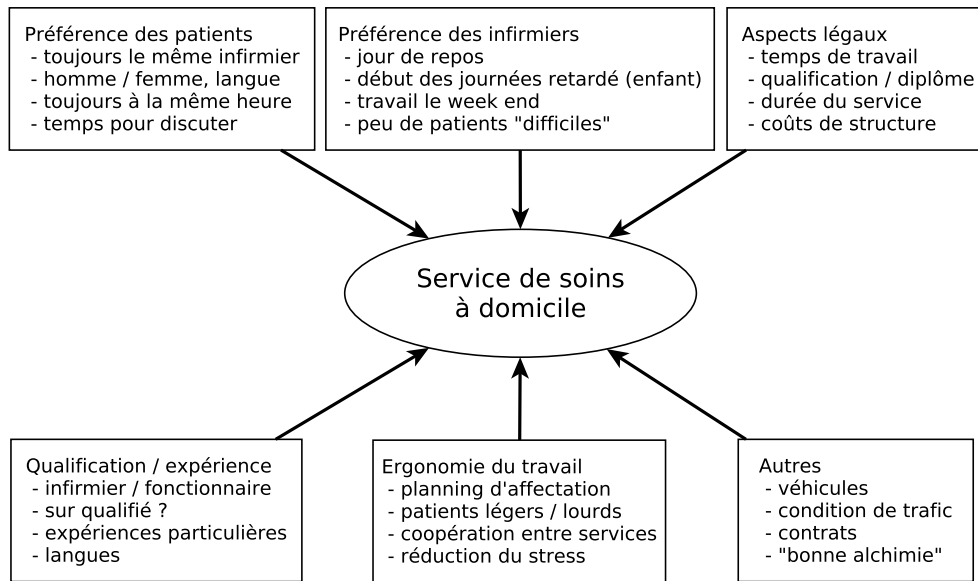 Préférence des patients
- toujours le même infirmier
- homme / femme, langue
- toujours à la même heure
- temps pour discuter
Préférence des infirmiers
- jour de repos
- début des journées retardé (enfant)
- travail le week end
- peu de patients "difficiles"
Aspects légaux
- temps de travail
- qualification / diplôme
- durée du service
- coûts de structure
Service de soins
à domicile
Qualification / expérience
- infirmier / fonctionnaire
- sur qualifié ?
- expériences particulières
- langues
Ergonomie du travail
- planning d'affectation
- patients légers / lourds
- coopération entre services
- réduction du stress
Autres
- véhicules
- condition de trafic
- contrats
- "bonne alchimie"